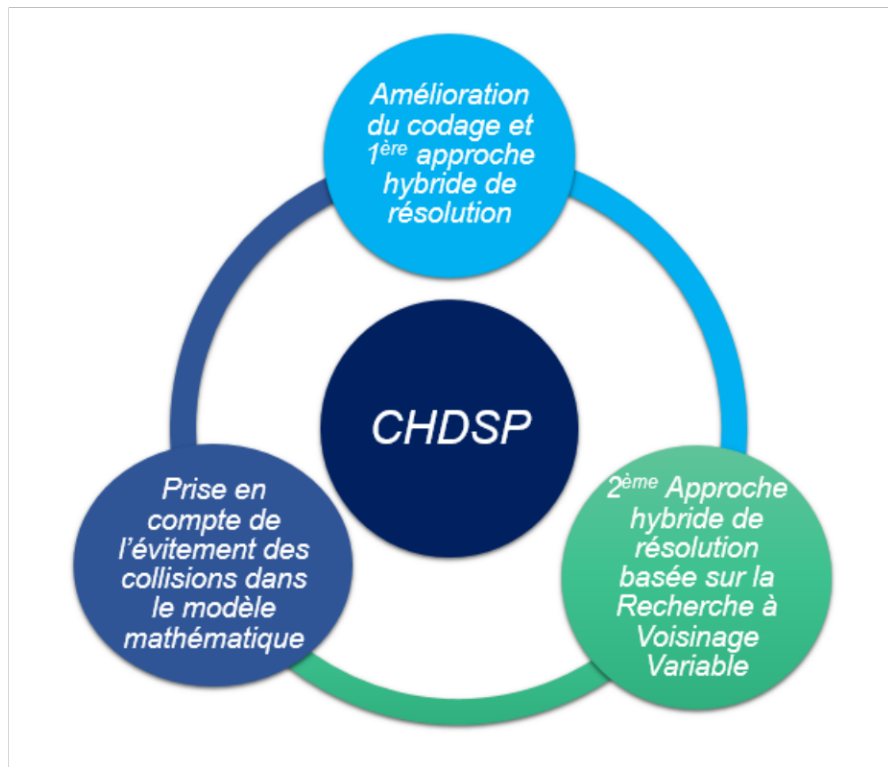 Amélioration
du codage et
1ère approche
hybride de
résolution
CHDSP
Prise en
compte de
l'évitement des
collisions dans
le modèle
mathématique
2ème Approche
hybride de
résolution
basée sur la
Recherche à
Voisinage
Variable